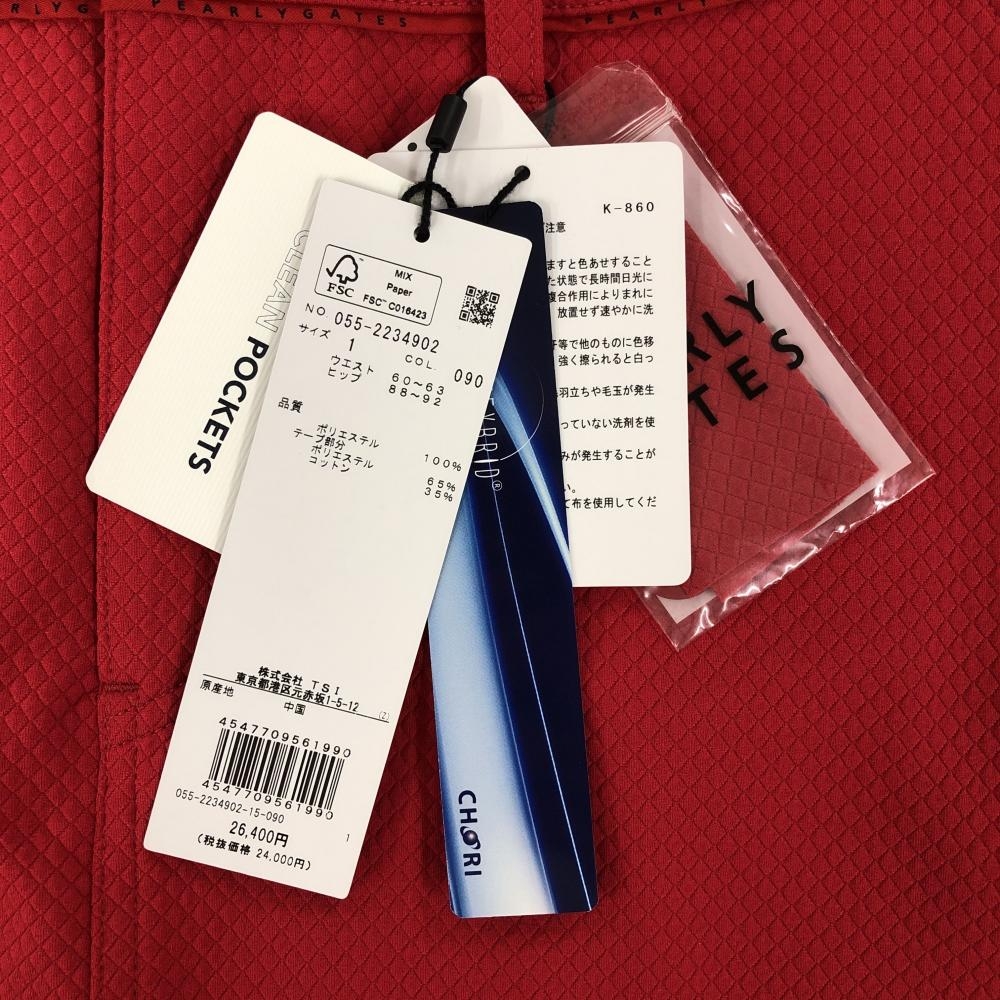 PEARLYGATES
PEARLY
CLEAN POCKETS
MIX
Paper
FSC™ C016423
FSC
NO. 055-2234902
サイズ 1
COL. 090
ウエスト 60〜63
ヒップ 88〜92
品質
ポリエステル 100%
テープ部分
ポリエステル 65%
コットン 35%
株式会社 TSI
東京都港区元赤坂1-5-12
原産地 中国 (Z)
4547709561990
4547709561990
055-2234902-15-090
26,400円
(税抜価格 24,000円)
1
CHORI
K-860
注意
ますと色あせすること
た状態で長時間日光に
複合作用によりまれに
放置せず速やかに洗
汗等で他のものに色移
強く擦られると白っ
羽立ちや毛玉が発生
っていない洗剤を使
みが発生することが
い。
て布を使用してくだ
RLY
TES